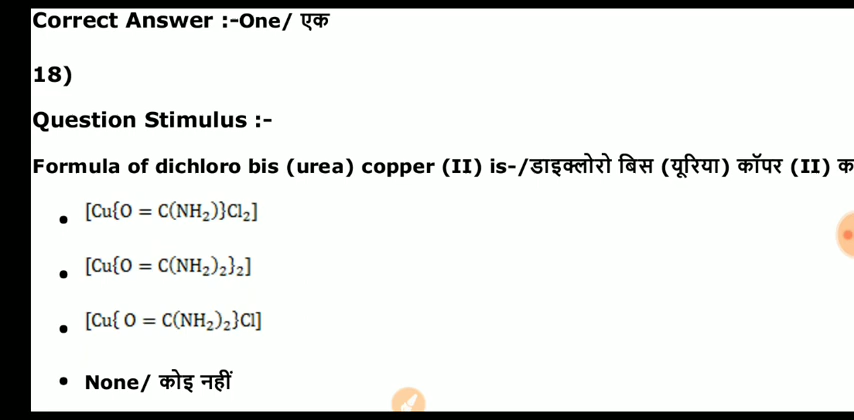 Correct Answer :-One/ एक
18)
Question Stimulus :-
Formula of dichloro bis (urea) copper (II) is-/डाइक्लोरो बिस (यूरिया) कॉपर (II) क
• [Cu{O = C(NH₂)}Cl₂]
• [Cu{O = C(NH₂)₂}₂]
• [Cu{ O = C(NH₂)₂}Cl]
• None/ कोइ नहीं